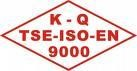 K - Q
TSE-ISO-EN
9000